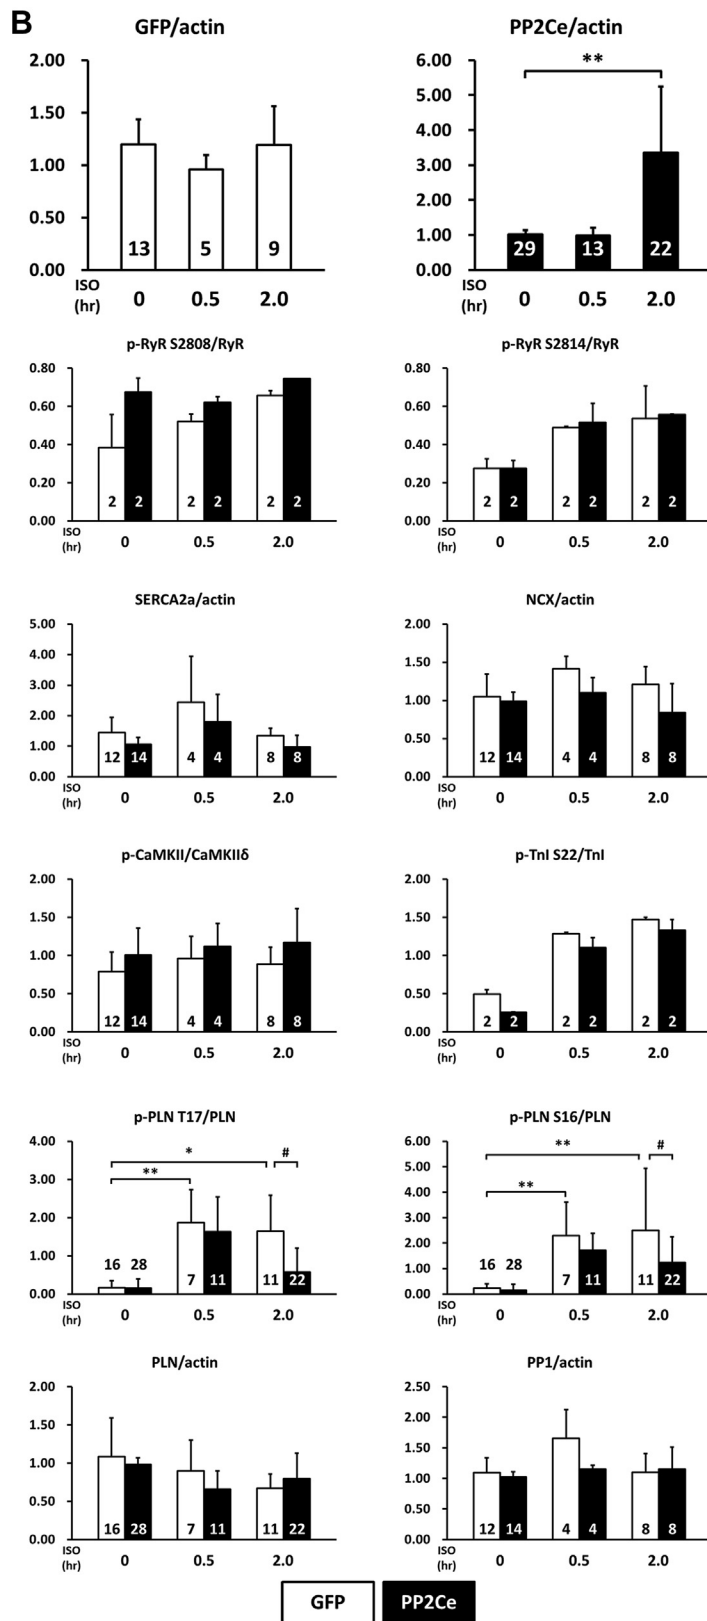 B
GFP/actin
2.00
1.50
1.00
0.50
0.00
13 5 9
ISO
(hr)
0 0.5 2.0
PP2Ce/actin
**
6.00
5.00
4.00
3.00
2.00
1.00
0.00
29 13 22
ISO
(hr)
0 0.5 2.0
p-RyR S2808/RyR
0.80
0.60
0.40
0.20
0.00
2 2 2 2 2 2
ISO
(hr)
0 0.5 2.0
p-RyR S2814/RyR
0.80
0.60
0.40
0.20
0.00
2 2 2 2 2 2
ISO
(hr)
0 0.5 2.0
SERCA2a/actin
5.00
4.00
3.00
2.00
1.00
0.00
12 14 4 4 8 8
ISO
(hr)
0 0.5 2.0
NCX/actin
2.00
1.50
1.00
0.50
0.00
12 14 4 4 8 8
ISO
(hr)
0 0.5 2.0
p-CaMKII/CaMKIIδ
2.00
1.50
1.00
0.50
0.00
12 14 4 4 8 8
ISO
(hr)
0 0.5 2.0
p-TnI S22/TnI
2.00
1.50
1.00
0.50
0.00
2 2 2 2 2 2
ISO
(hr)
0 0.5 2.0
p-PLN T17/PLN
* #
**
4.00
3.00
2.00
1.00
0.00
16 28 7 11 11 22
ISO
(hr)
0 0.5 2.0
p-PLN S16/PLN
** #
**
6.00
5.00
4.00
3.00
2.00
1.00
0.00
16 28 7 11 11 22
ISO
(hr)
0 0.5 2.0
PLN/actin
2.00
1.50
1.00
0.50
0.00
16 28 7 11 11 22
ISO
(hr)
0 0.5 2.0
PP1/actin
2.50
2.00
1.50
1.00
0.50
0.00
12 14 4 4 8 8
ISO
(hr)
0 0.5 2.0
GFP PP2Ce